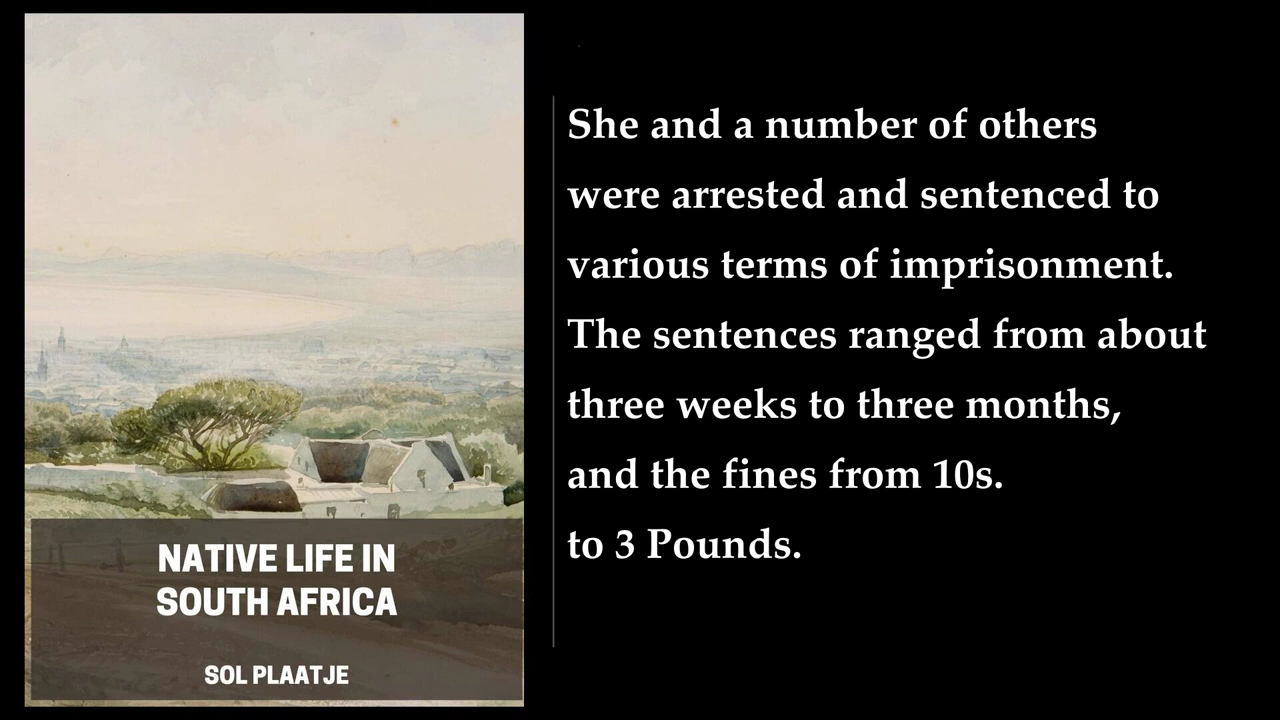 NATIVE LIFE IN
SOUTH AFRICA
SOL PLAATJE
She and a number of others
were arrested and sentenced to
various terms of imprisonment.
The sentences ranged from about
three weeks to three months,
and the fines from 10s.
to 3 Pounds.